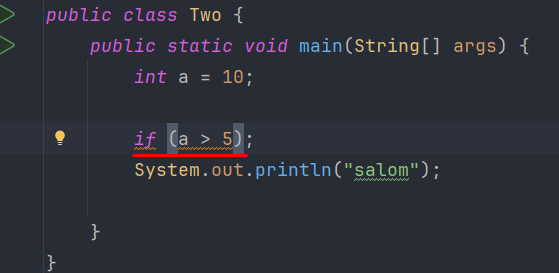 public class Two {
public static void main(String[] args) {
int a = 10;
if (a > 5);
System.out.println("salom");
}
}